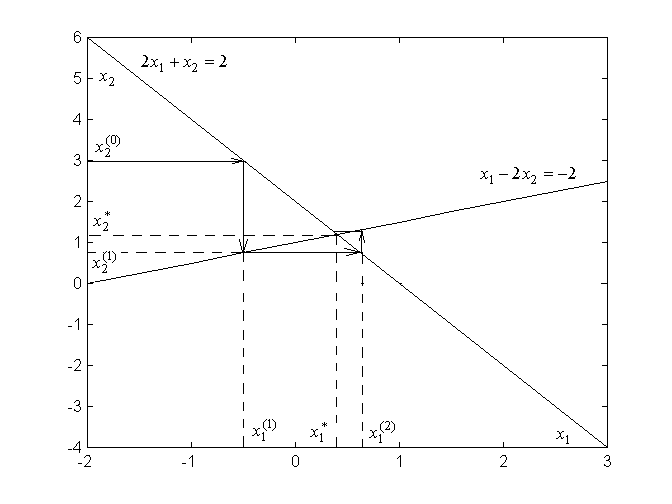 6
2x₁ + x₂ = 2
5
x₂
4
x₂⁽⁰⁾
3
x₁ − 2x₂ = −2
2
x₂*
1
x₂⁽¹⁾
0
-1
-2
-3
x₁⁽¹⁾ x₁* x₁⁽²⁾ x₁
-4
-2 -1 0 1 2 3